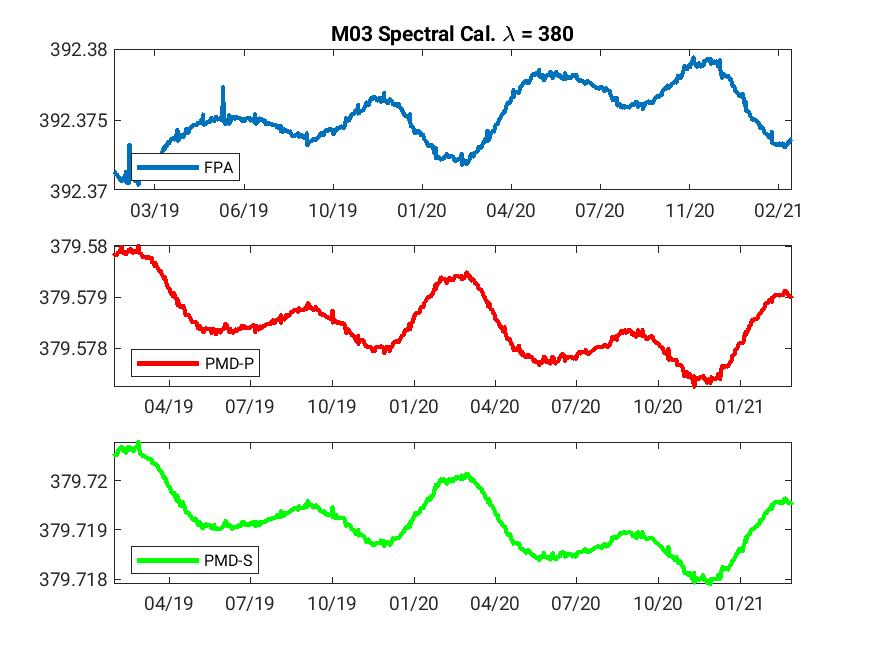 M03 Spectral Cal. λ = 380
392.38
392.375
392.37
FPA
03/19 06/19 10/19 01/20 04/20 07/20 11/20 02/21
379.58
379.579
379.578
PMD-P
04/19 07/19 10/19 01/20 04/20 07/20 10/20 01/21
379.72
379.719
379.718
PMD-S
04/19 07/19 10/19 01/20 04/20 07/20 10/20 01/21